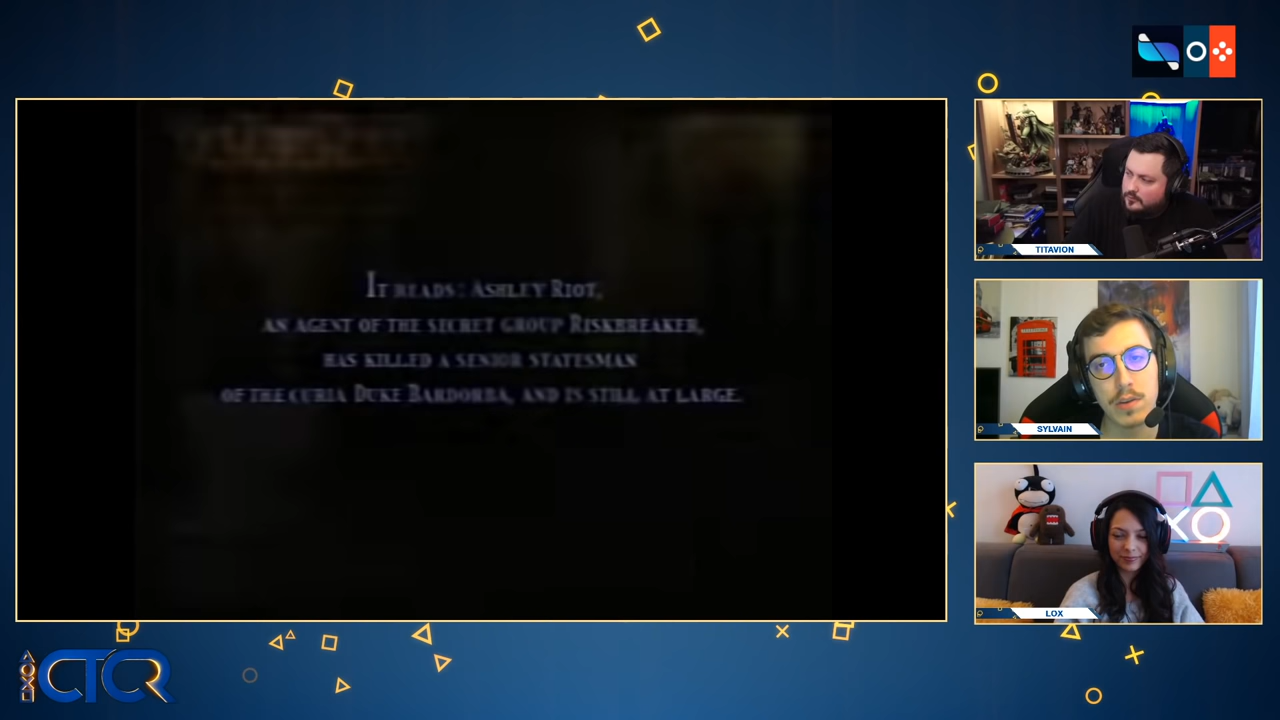 It reads : Ashley Riot,
an agent of the secret group Riskbreaker,
has killed a senior statesman
of the curia Duke Bardorba, and is still at large.
TITAVION
SYLVAIN
LOX
CTCR